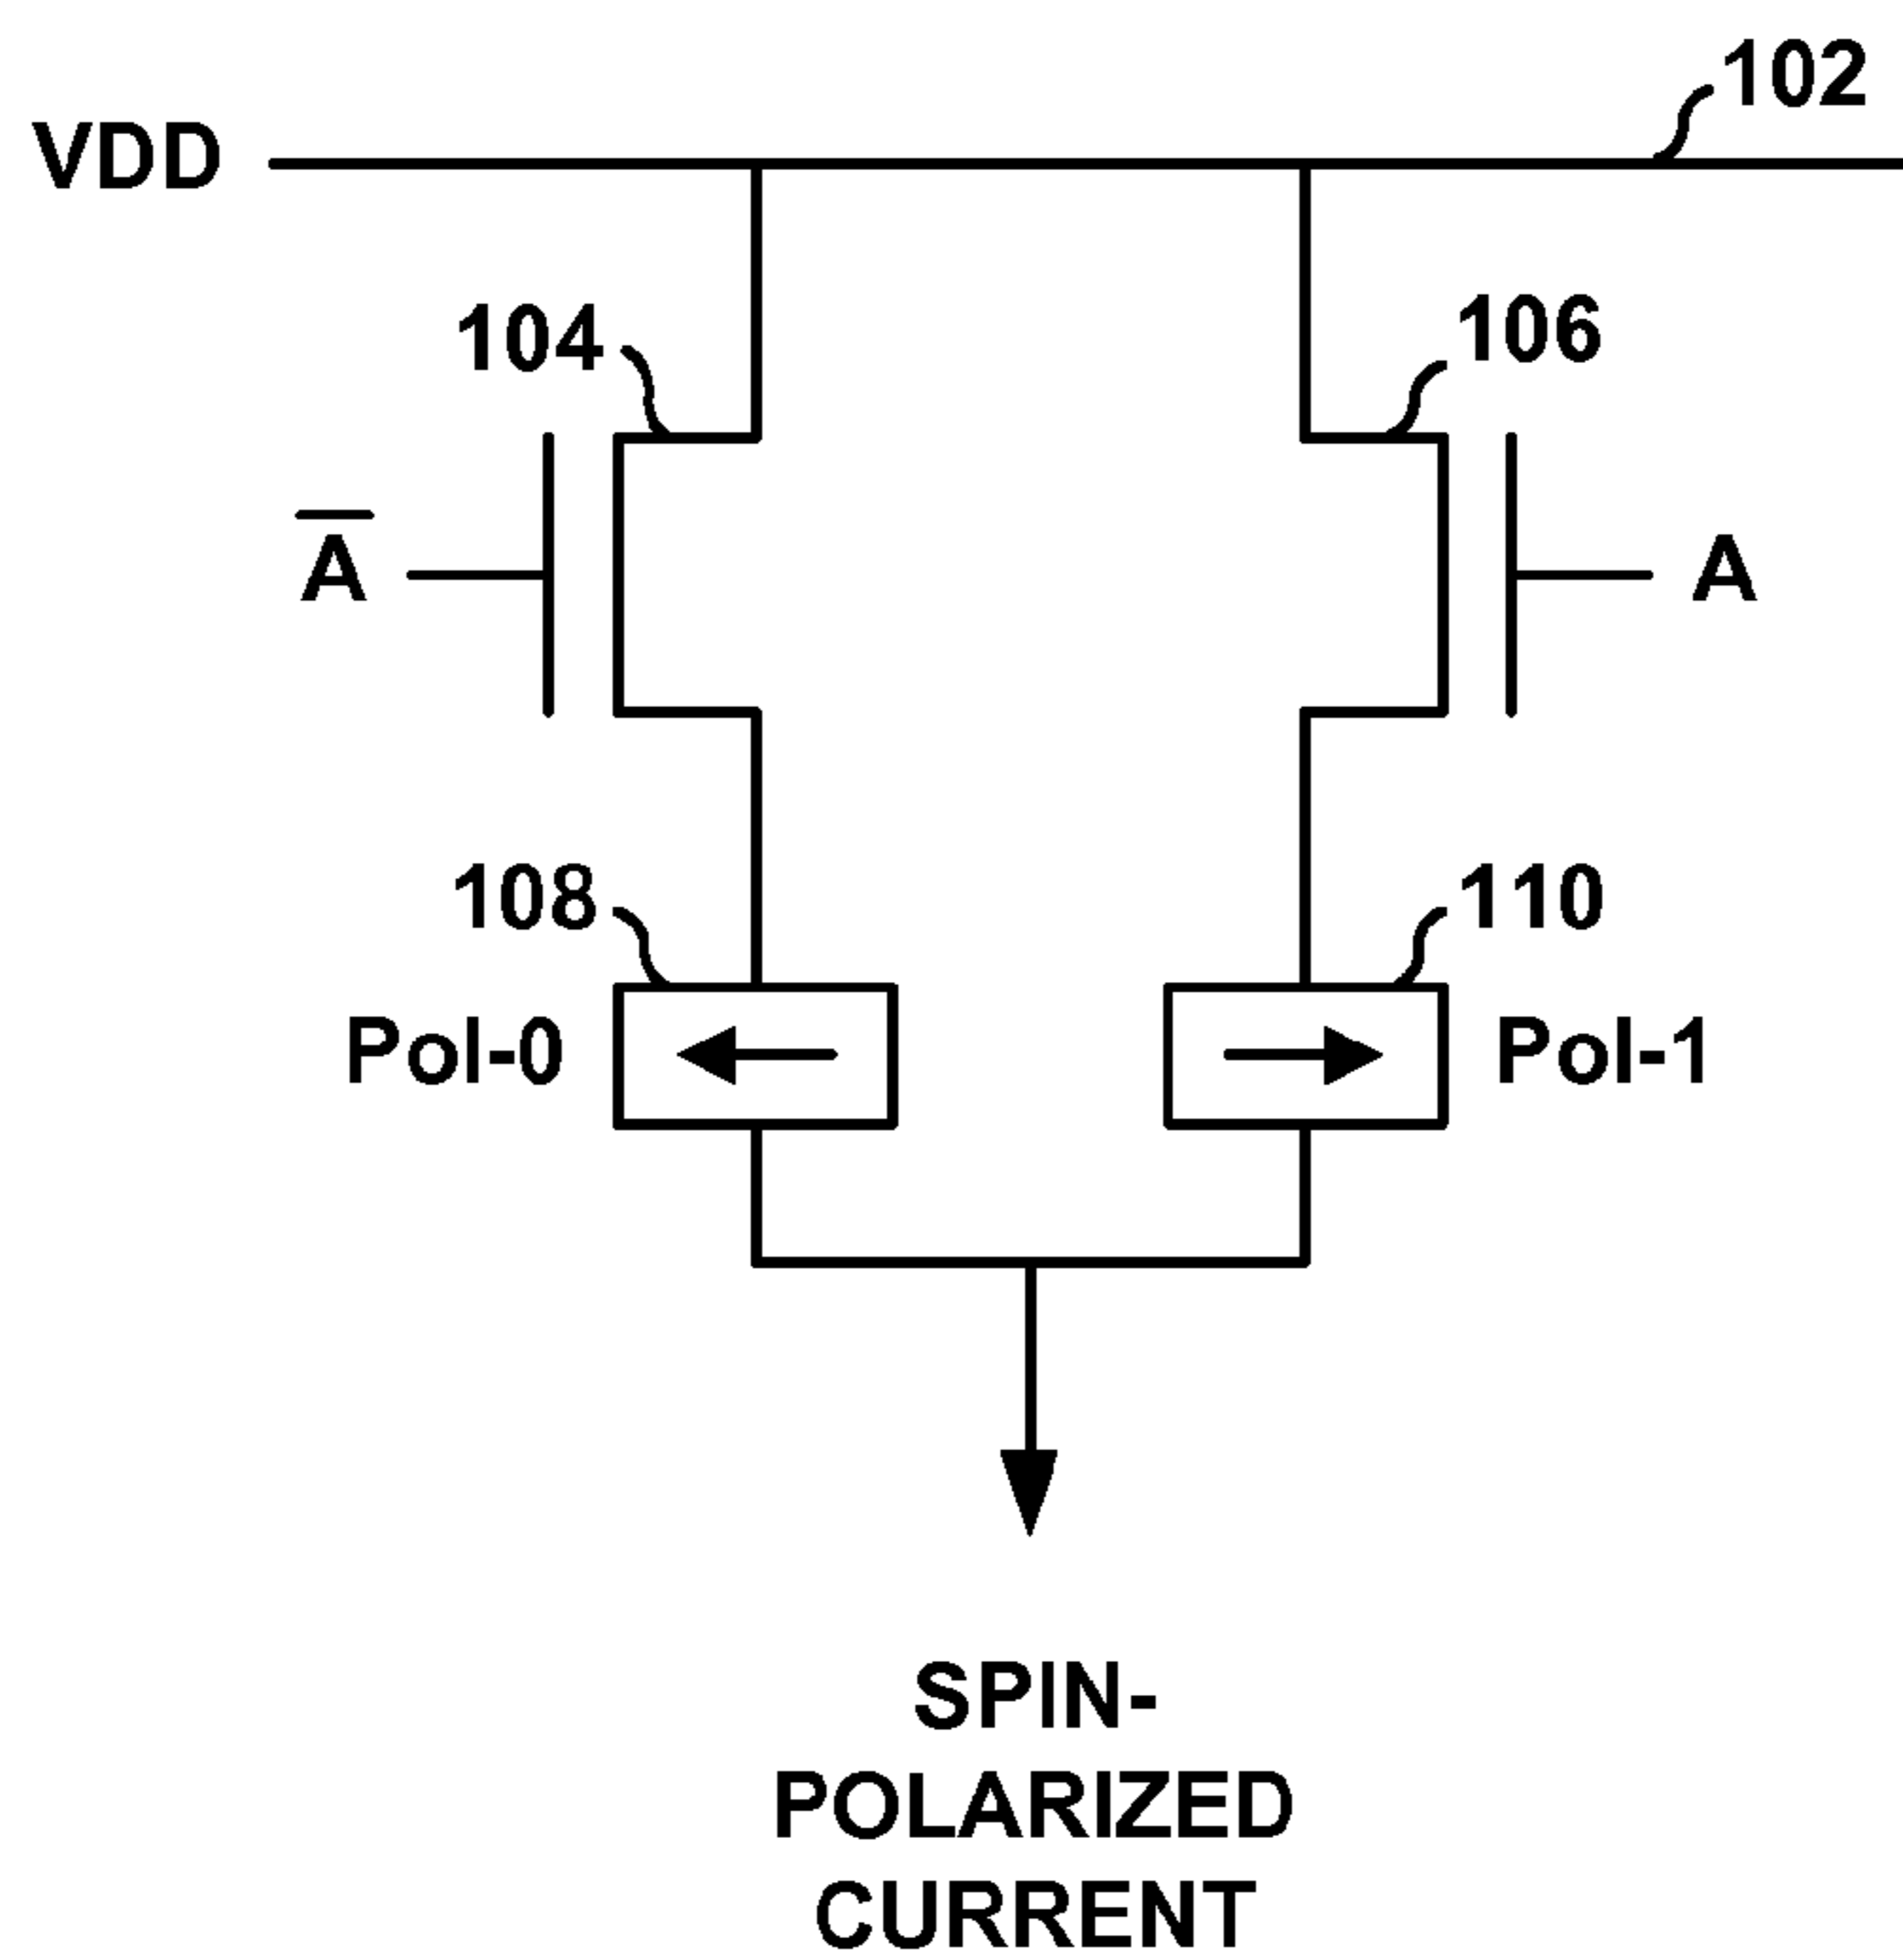 102
VDD
104
106
A̅
A
108
110
Pol-0
Pol-1
SPIN-
POLARIZED
CURRENT